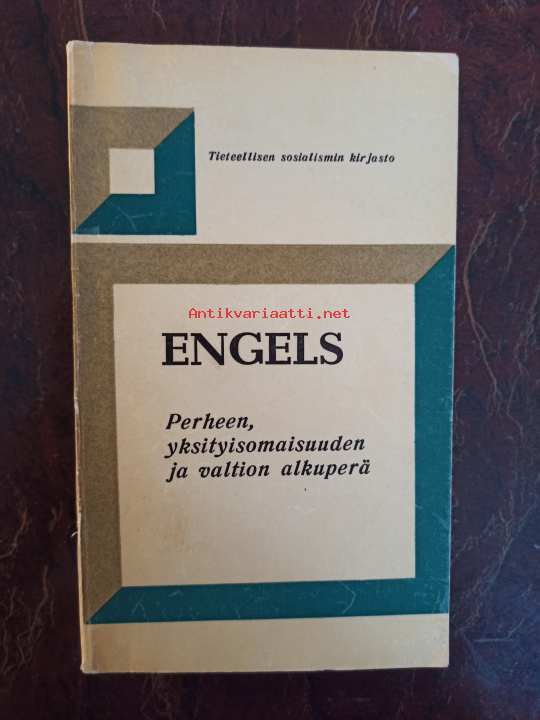 Tieteellisen sosialismin kirjasto
Antikvariaatti.net
ENGELS
Perheen,
yksityisomaisuuden
ja valtion alkuperä